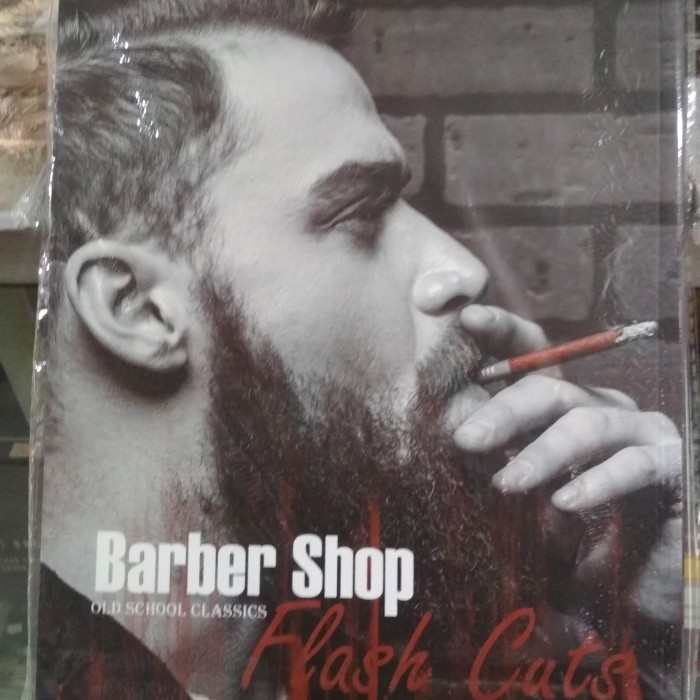 Barber Shop
OLD SCHOOL CLASSICS
Flash Cuts